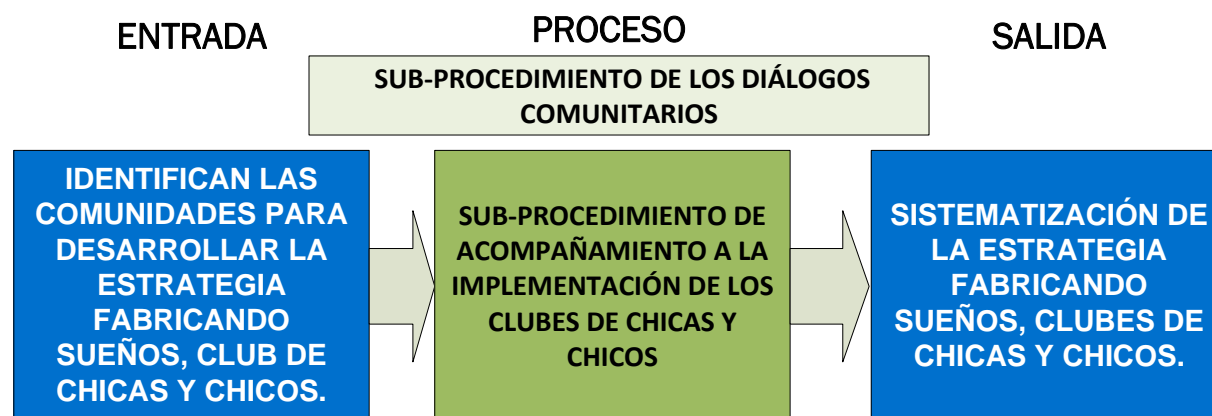 ENTRADA
PROCESO
SALIDA
SUB-PROCEDIMIENTO DE LOS DIÁLOGOS
COMUNITARIOS
IDENTIFICAN LAS
COMUNIDADES PARA
DESARROLLAR LA
ESTRATEGIA
FABRICANDO
SUEÑOS, CLUB DE
CHICAS Y CHICOS.
SUB-PROCEDIMIENTO DE
ACOMPAÑAMIENTO A LA
IMPLEMENTACIÓN DE LOS
CLUBES DE CHICAS Y
CHICOS
SISTEMATIZACIÓN DE
LA ESTRATEGIA
FABRICANDO
SUEÑOS, CLUBES DE
CHICAS Y CHICOS.